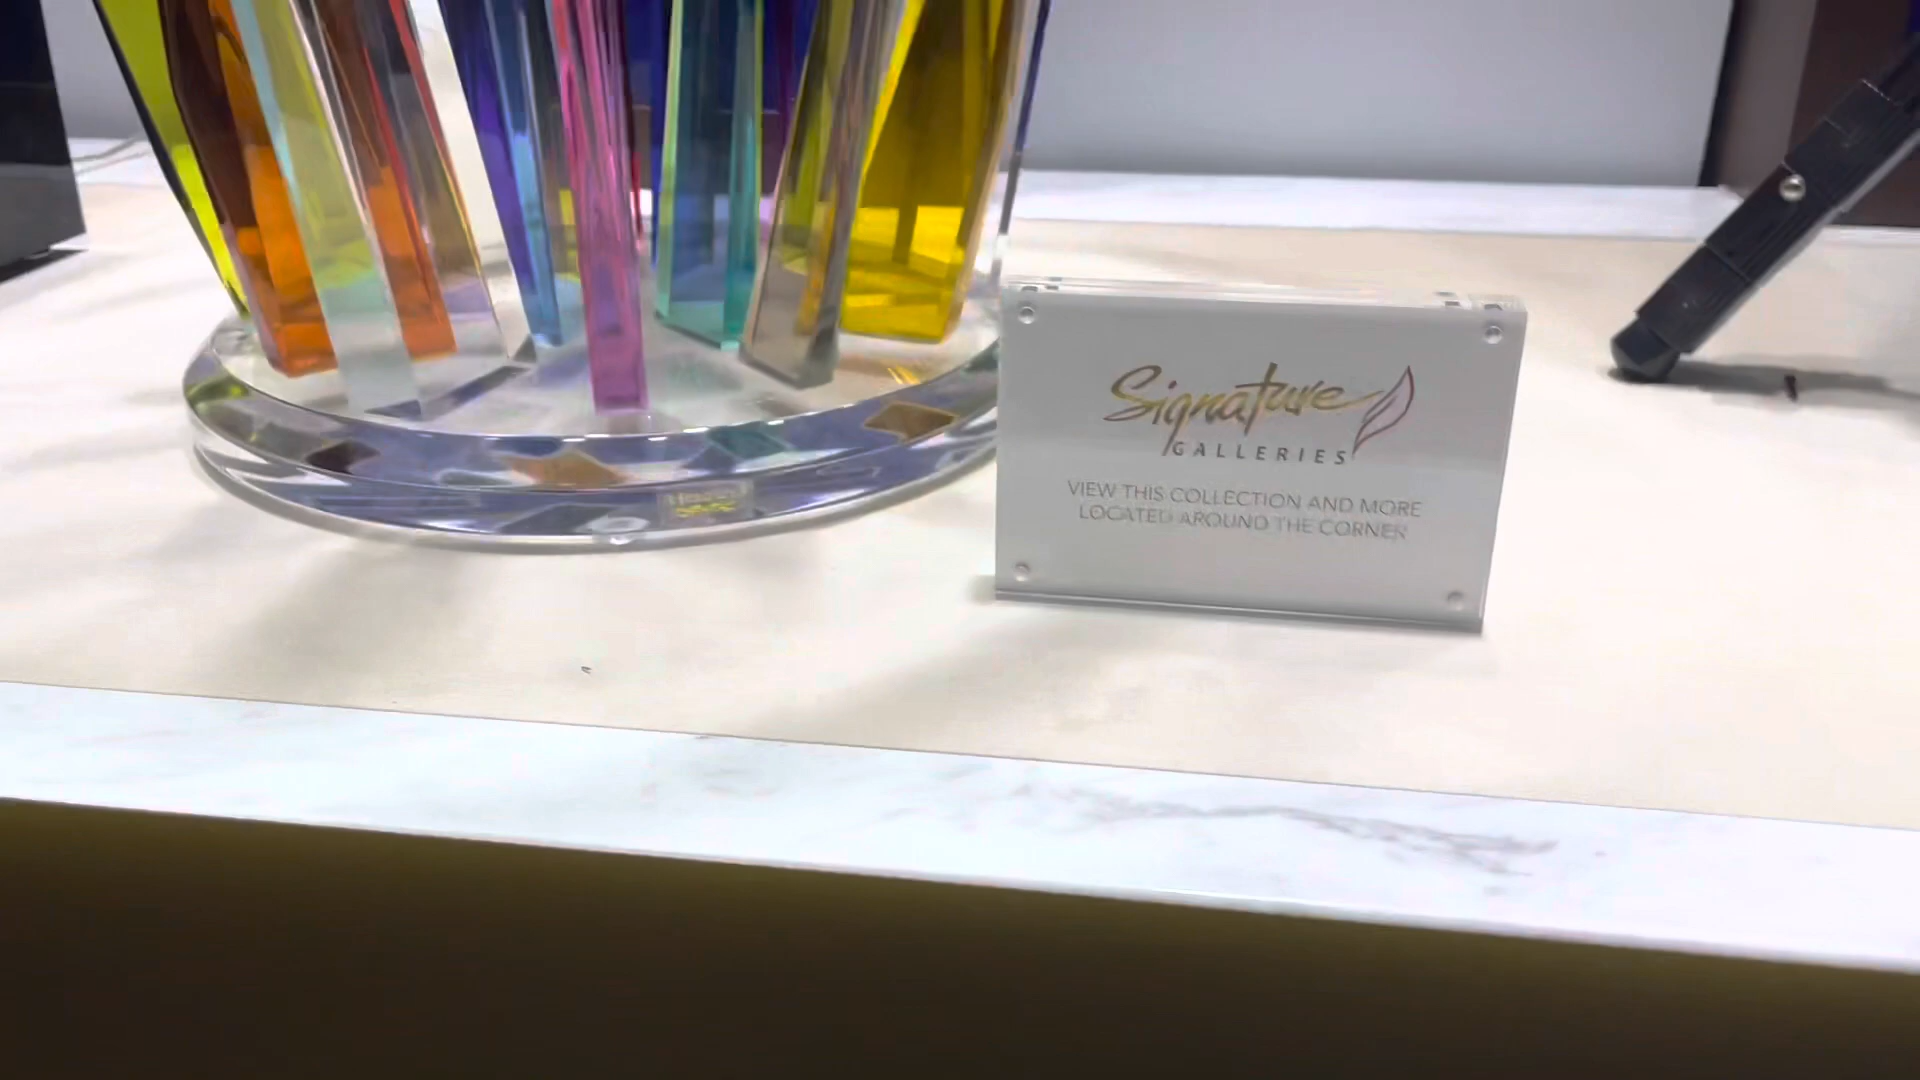 Signature
GALLERIES
VIEW THIS COLLECTION AND MORE
LOCATED AROUND THE CORNER